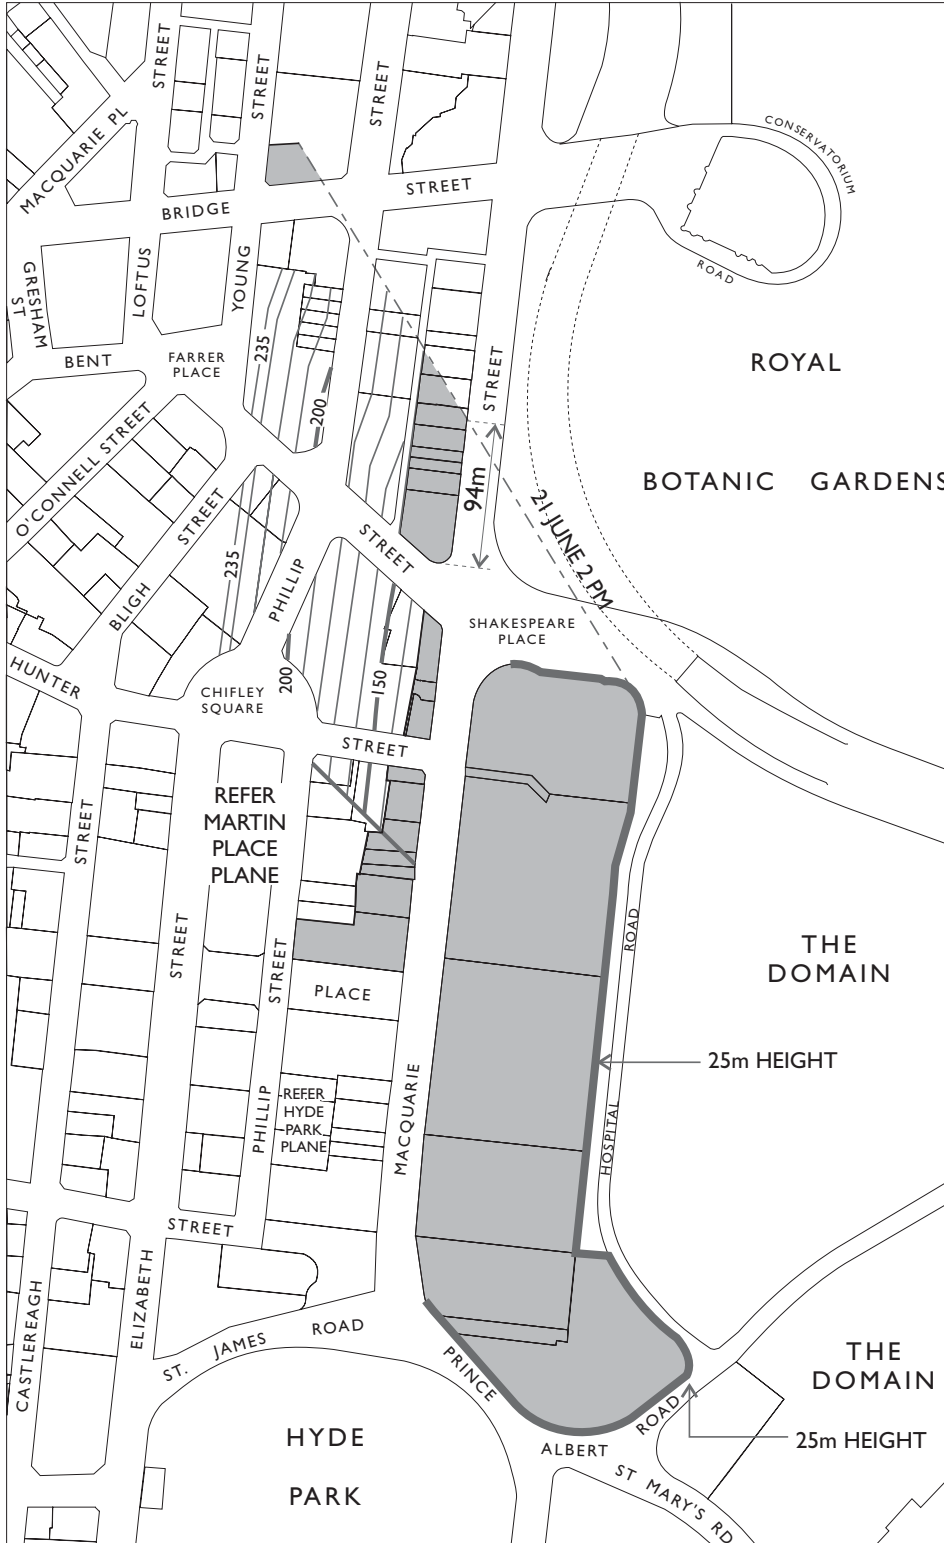 STREET
STREET
STREET
MACQUARIE PL
CONSERVATORIUM
ROAD
STREET
BRIDGE
GRESHAM
ST
LOFTUS
YOUNG
BENT
FARRER
PLACE
235
200
STREET
ROYAL
BOTANIC GARDENS
O'CONNELL STREET
94m
21 JUNE 2 PM
STREET
BLIGH
235
PHILLIP
STREET
SHAKESPEARE
PLACE
HUNTER
CHIFLEY
SQUARE
200
150
STREET
REFER
MARTIN
PLACE
PLANE
STREET
STREET
STREET
PLACE
ROAD
THE
DOMAIN
25m HEIGHT
REFER
HYDE
PARK
PLANE
PHILLIP
MACQUARIE
HOSPITAL
STREET
CASTLEREAGH
ELIZABETH
ST. JAMES ROAD
PRINCE
ALBERT
ROAD
THE
DOMAIN
25m HEIGHT
HYDE
PARK
ST MARY'S RD